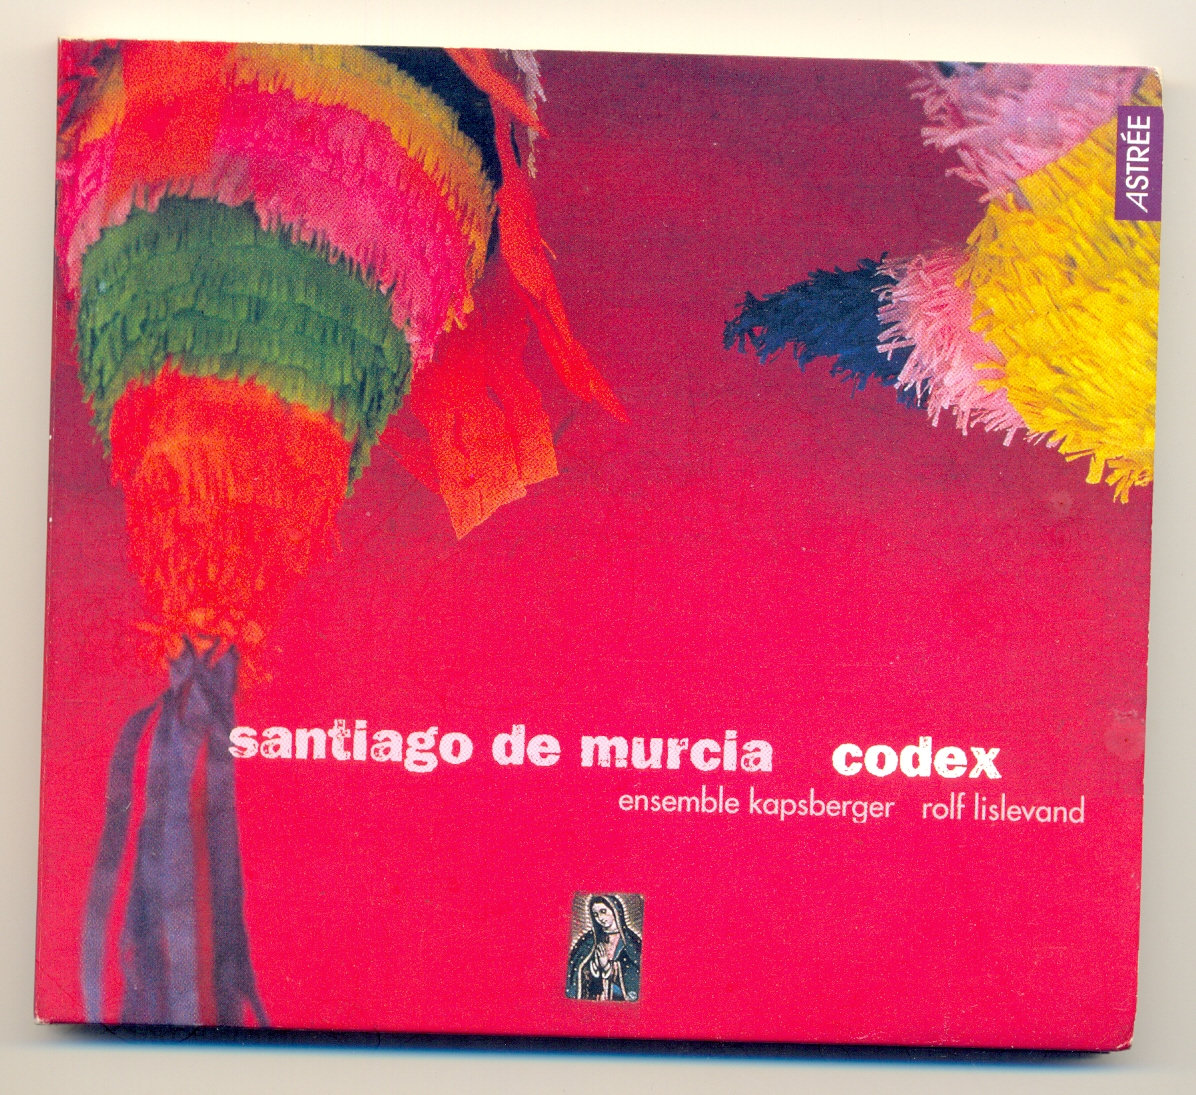 ASTRÉE
santiago de murcia codex
ensemble kapsberger rolf lislevand